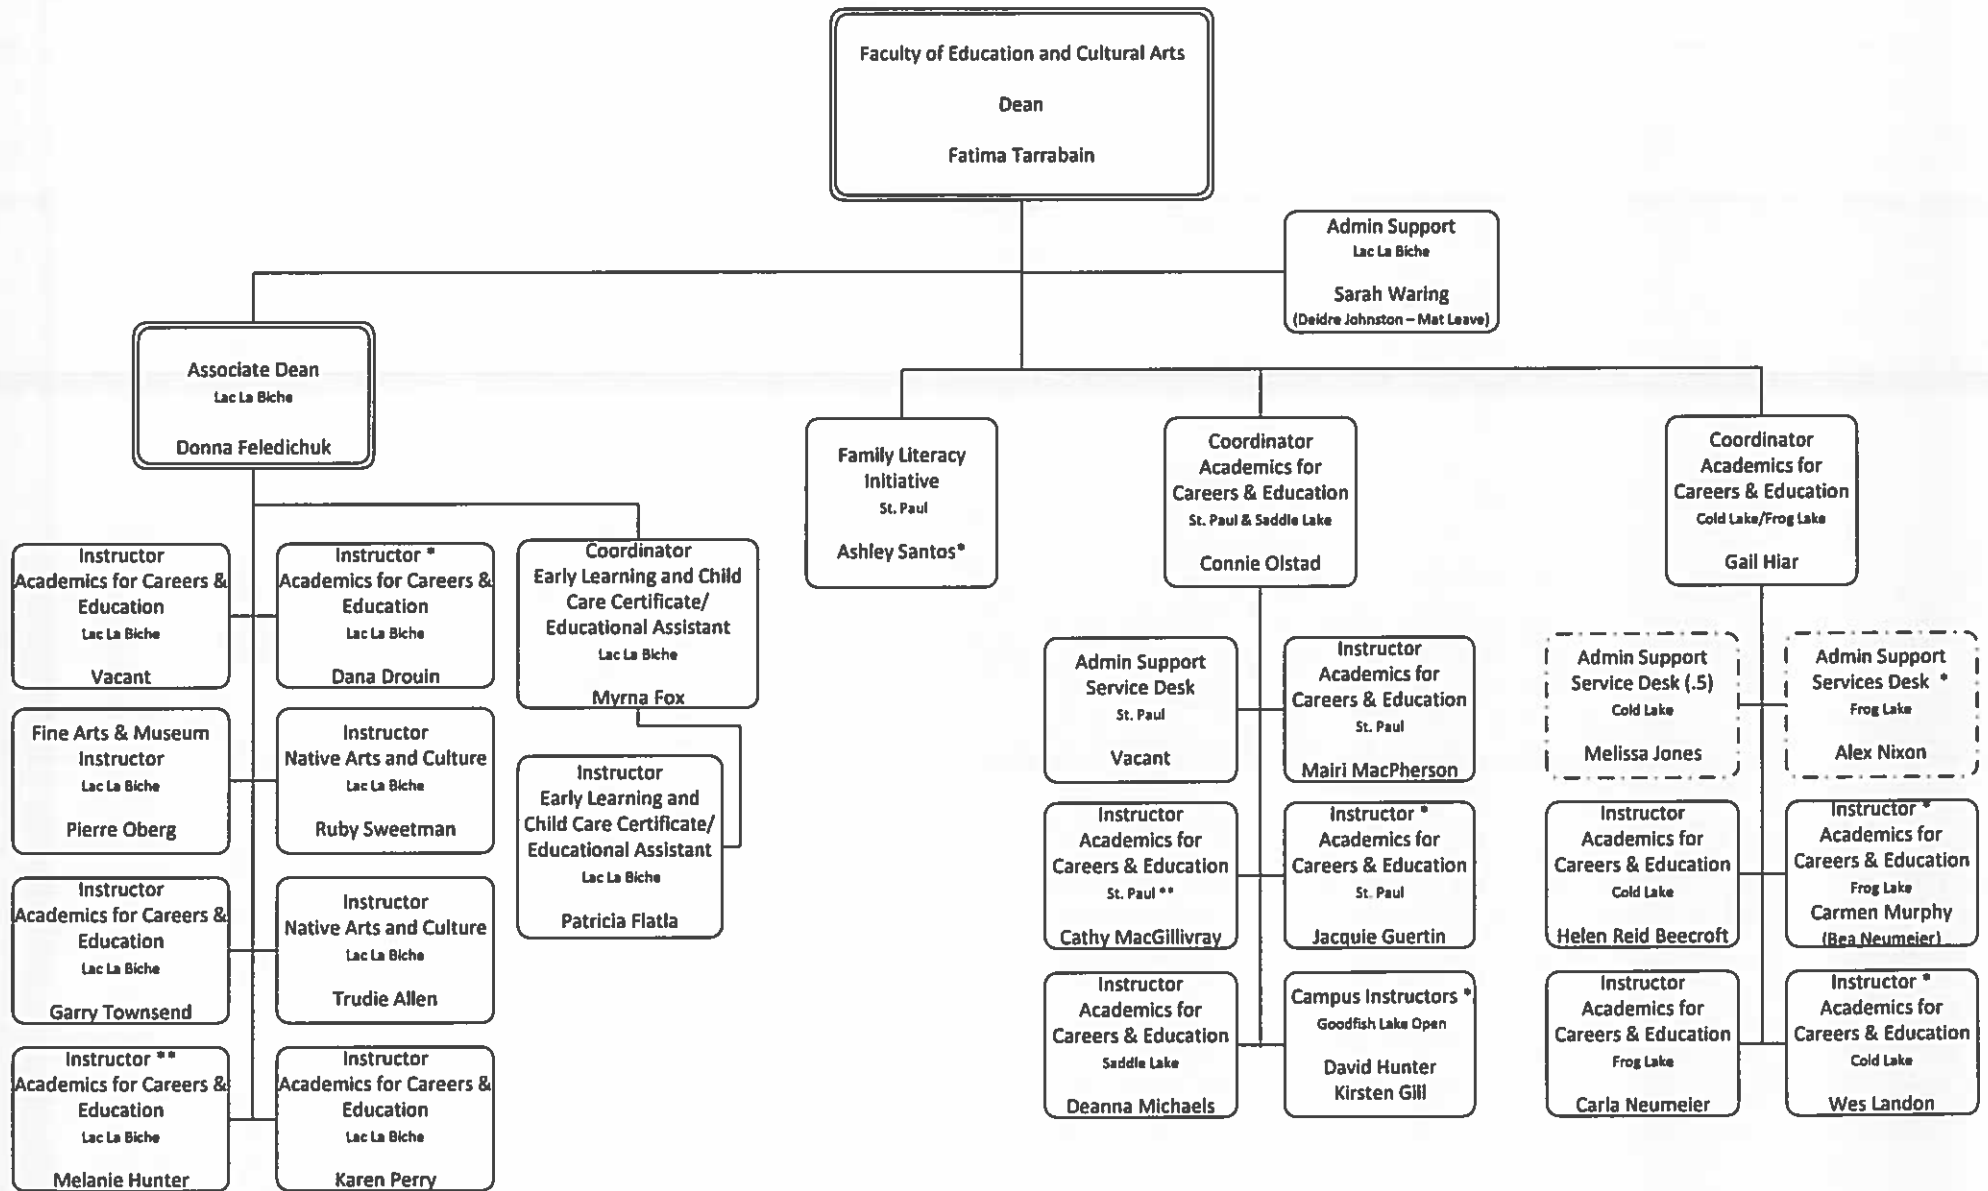 Faculty of Education and Cultural Arts
Dean
Fatima Tarrabain
Admin Support
Lac La Biche
Sarah Waring
(Deidre Johnston – Mat Leave)
Associate Dean
Lac La Biche
Donna Feledichuk
Family Literacy
Initiative
St. Paul
Ashley Santos*
Coordinator
Academics for
Careers & Education
St. Paul & Saddle Lake
Connie Olstad
Coordinator
Academics for
Careers & Education
Cold Lake/Frog Lake
Gail Hiar
Instructor
Academics for Careers &
Education
Lac La Biche
Vacant
Instructor *
Academics for Careers &
Education
Lac La Biche
Dana Drouin
Coordinator
Early Learning and Child
Care Certificate/
Educational Assistant
Lac La Biche
Myrna Fox
Fine Arts & Museum
Instructor
Lac La Biche
Pierre Oberg
Instructor
Native Arts and Culture
Lac La Biche
Ruby Sweetman
Instructor
Early Learning and
Child Care Certificate/
Educational Assistant
Lac La Biche
Patricia Flatla
Instructor
Academics for Careers &
Education
Lac La Biche
Garry Townsend
Instructor
Native Arts and Culture
Lac La Biche
Trudie Allen
Instructor **
Academics for Careers &
Education
Lac La Biche
Melanie Hunter
Instructor
Academics for Careers &
Education
Lac La Biche
Karen Perry
Admin Support
Service Desk
St. Paul
Vacant
Instructor
Academics for
Careers & Education
St. Paul
Mairi MacPherson
Instructor
Academics for
Careers & Education
St. Paul **
Cathy MacGillivray
Instructor *
Academics for
Careers & Education
St. Paul
Jacquie Guertin
Instructor
Academics for
Careers & Education
Saddle Lake
Deanna Michaels
Campus Instructors *
Goodfish Lake Open
David Hunter
Kirsten Gill
Admin Support
Service Desk (.5)
Cold Lake
Melissa Jones
Admin Support
Services Desk *
Frog Lake
Alex Nixon
Instructor
Academics for
Careers & Education
Cold Lake
Helen Reid Beecroft
Instructor *
Academics for
Careers & Education
Frog Lake
Carmen Murphy
(Bea Neumeier)
Instructor
Academics for
Careers & Education
Frog Lake
Carla Neumeier
Instructor *
Academics for
Careers & Education
Cold Lake
Wes Landon